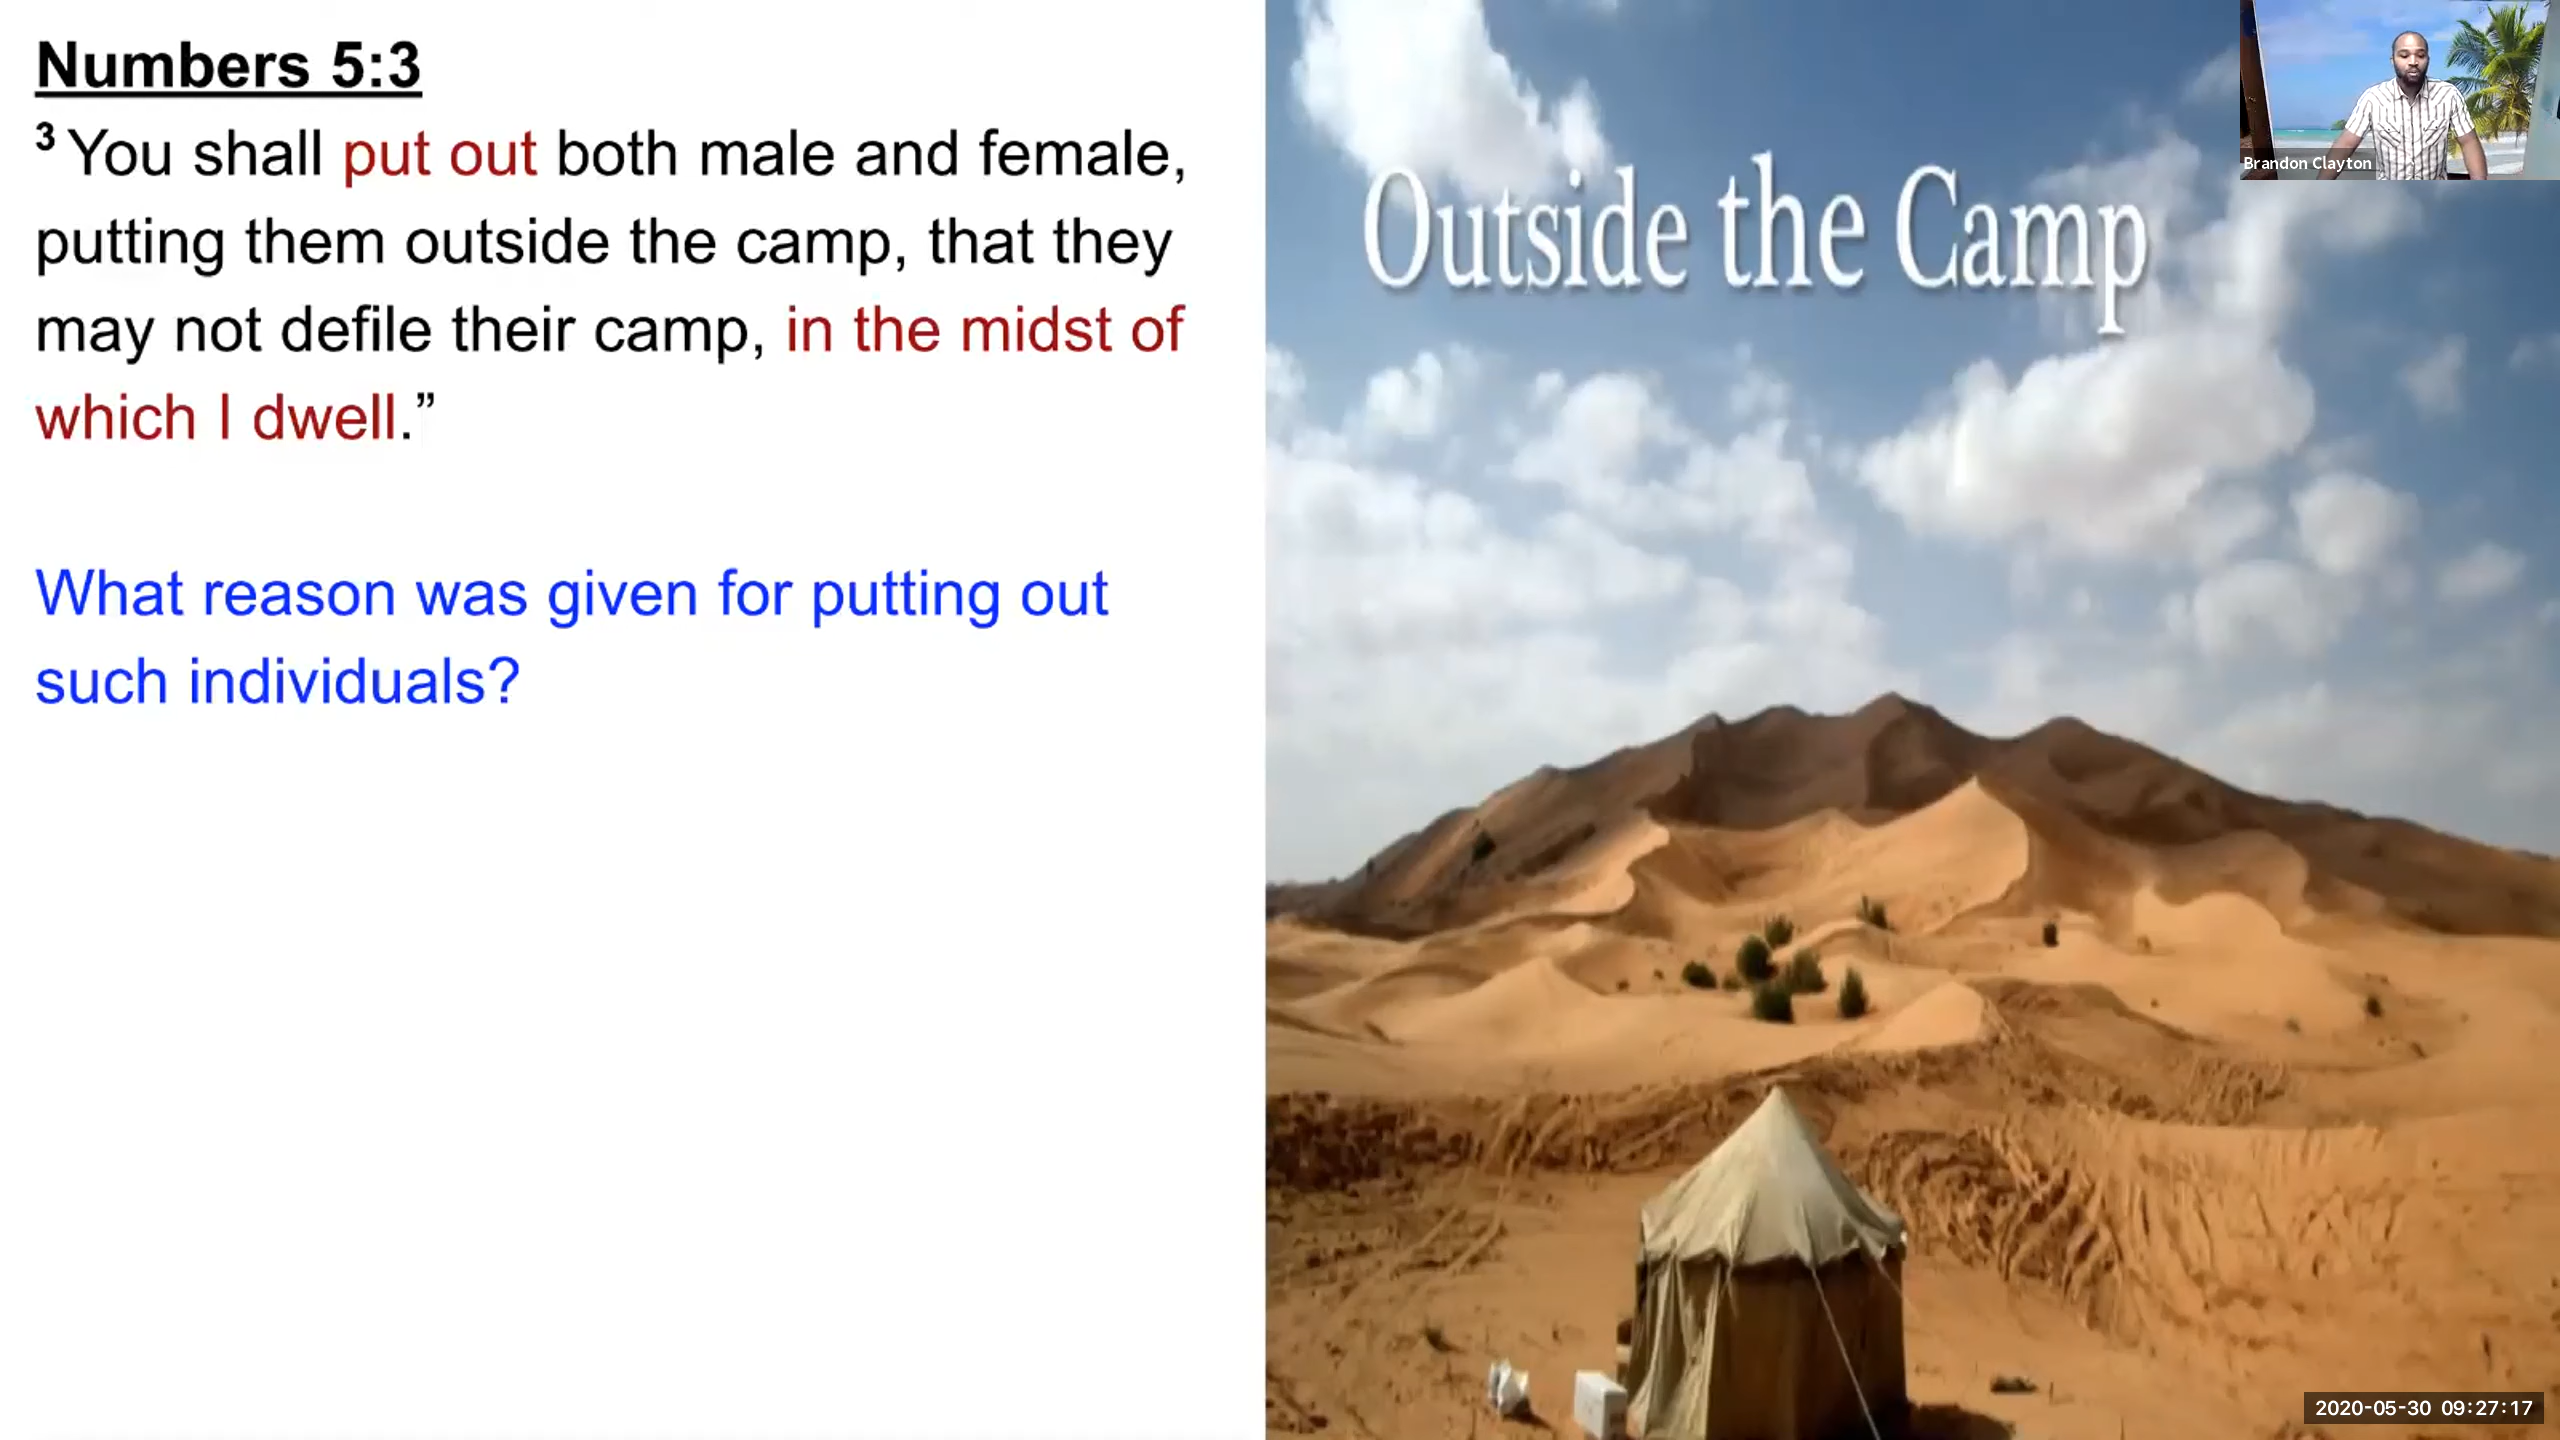 Numbers 5:3
3 You shall put out both male and female,
putting them outside the camp, that they
may not defile their camp, in the midst of
which I dwell.”
What reason was given for putting out
such individuals?
Outside the Camp
Brandon Clayton
2020-05-30 09:27:17